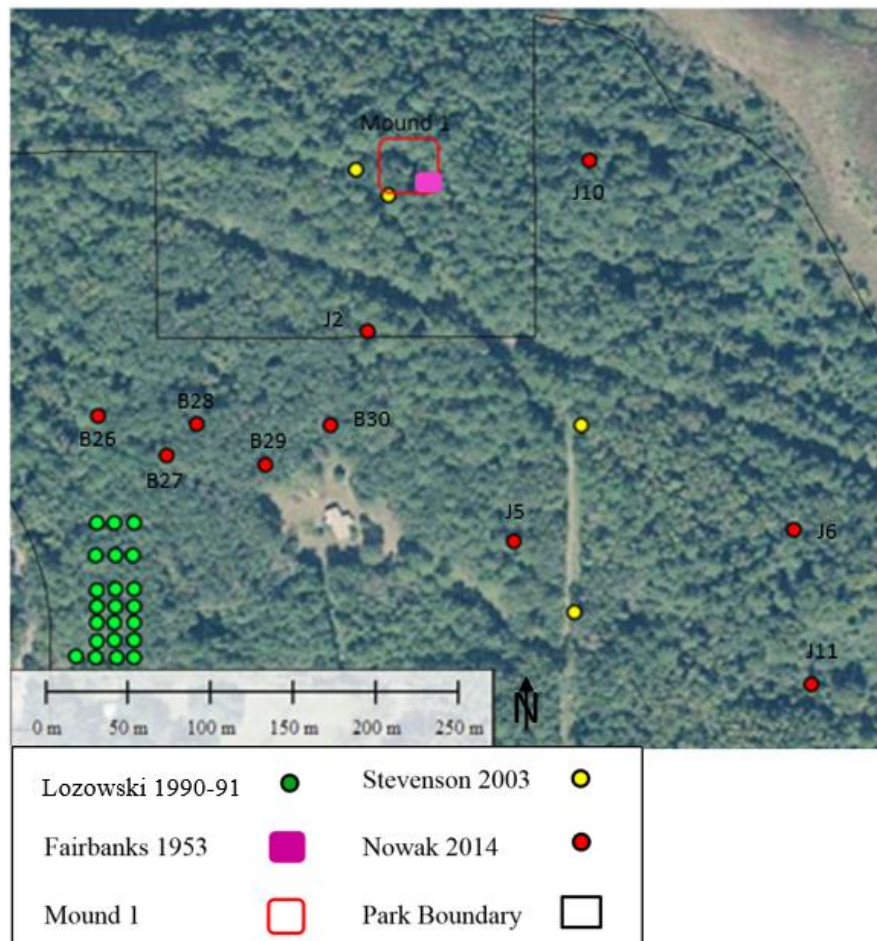 Mound 1
J10
J2
B28
B30
B26
B29
B27
J5
J6
J11
N
0 m 50 m 100 m 150 m 200 m 250 m
Lozowski 1990-91
Stevenson 2003
Fairbanks 1953
Nowak 2014
Mound 1
Park Boundary